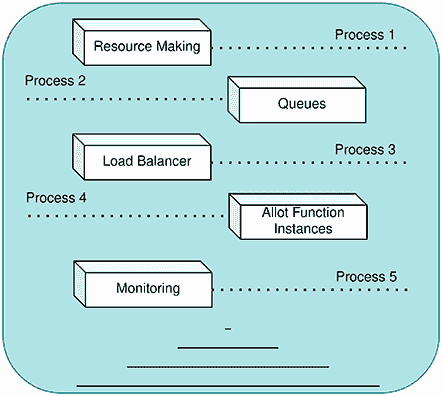 Resource Making
Process 1
Process 2
Queues
Load Balancer
Process 3
Process 4
Allot Function
Instances
Monitoring
Process 5